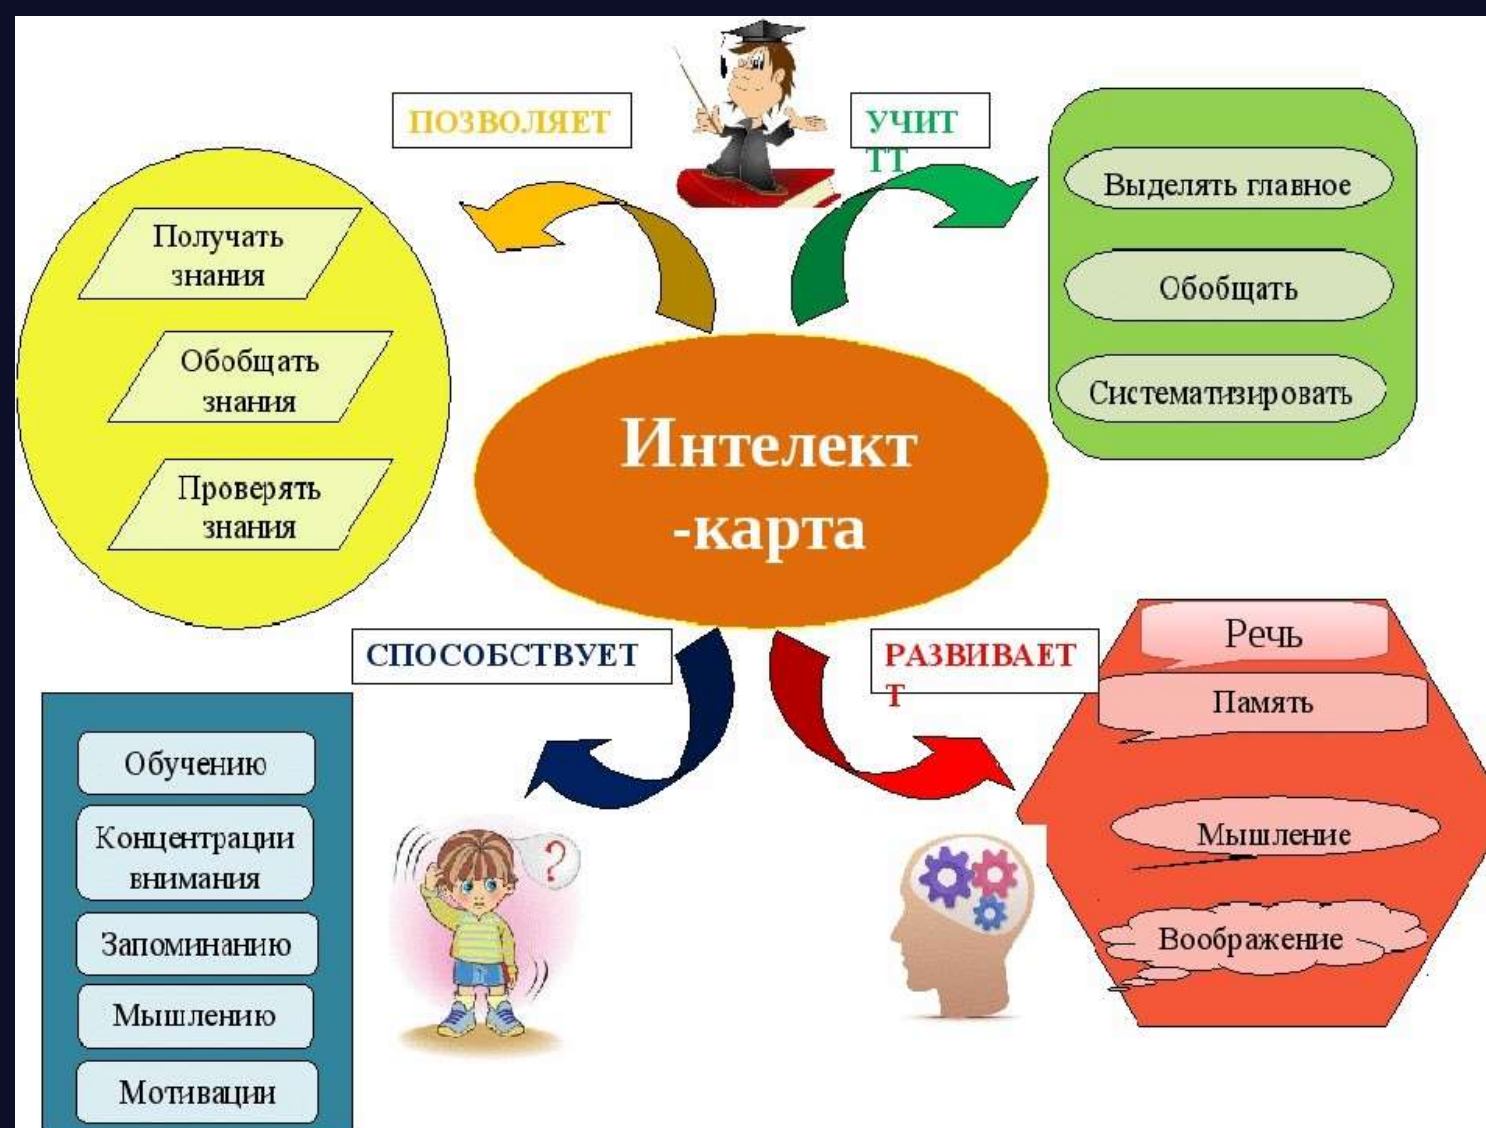 ПОЗВОЛЯЕТ
УЧИТ
ТТ
Получать
знания
Обобщать
знания
Проверять
знания
Выделять главное
Обобщать
Систематизировать
Интелект
-карта
СПОСОБСТВУЕТ
РАЗВИВАЕТ
Т
Обучению
Концентрации
внимания
Запоминанию
Мышлению
Мотивации
?
Речь
Память
Мышление
Воображение